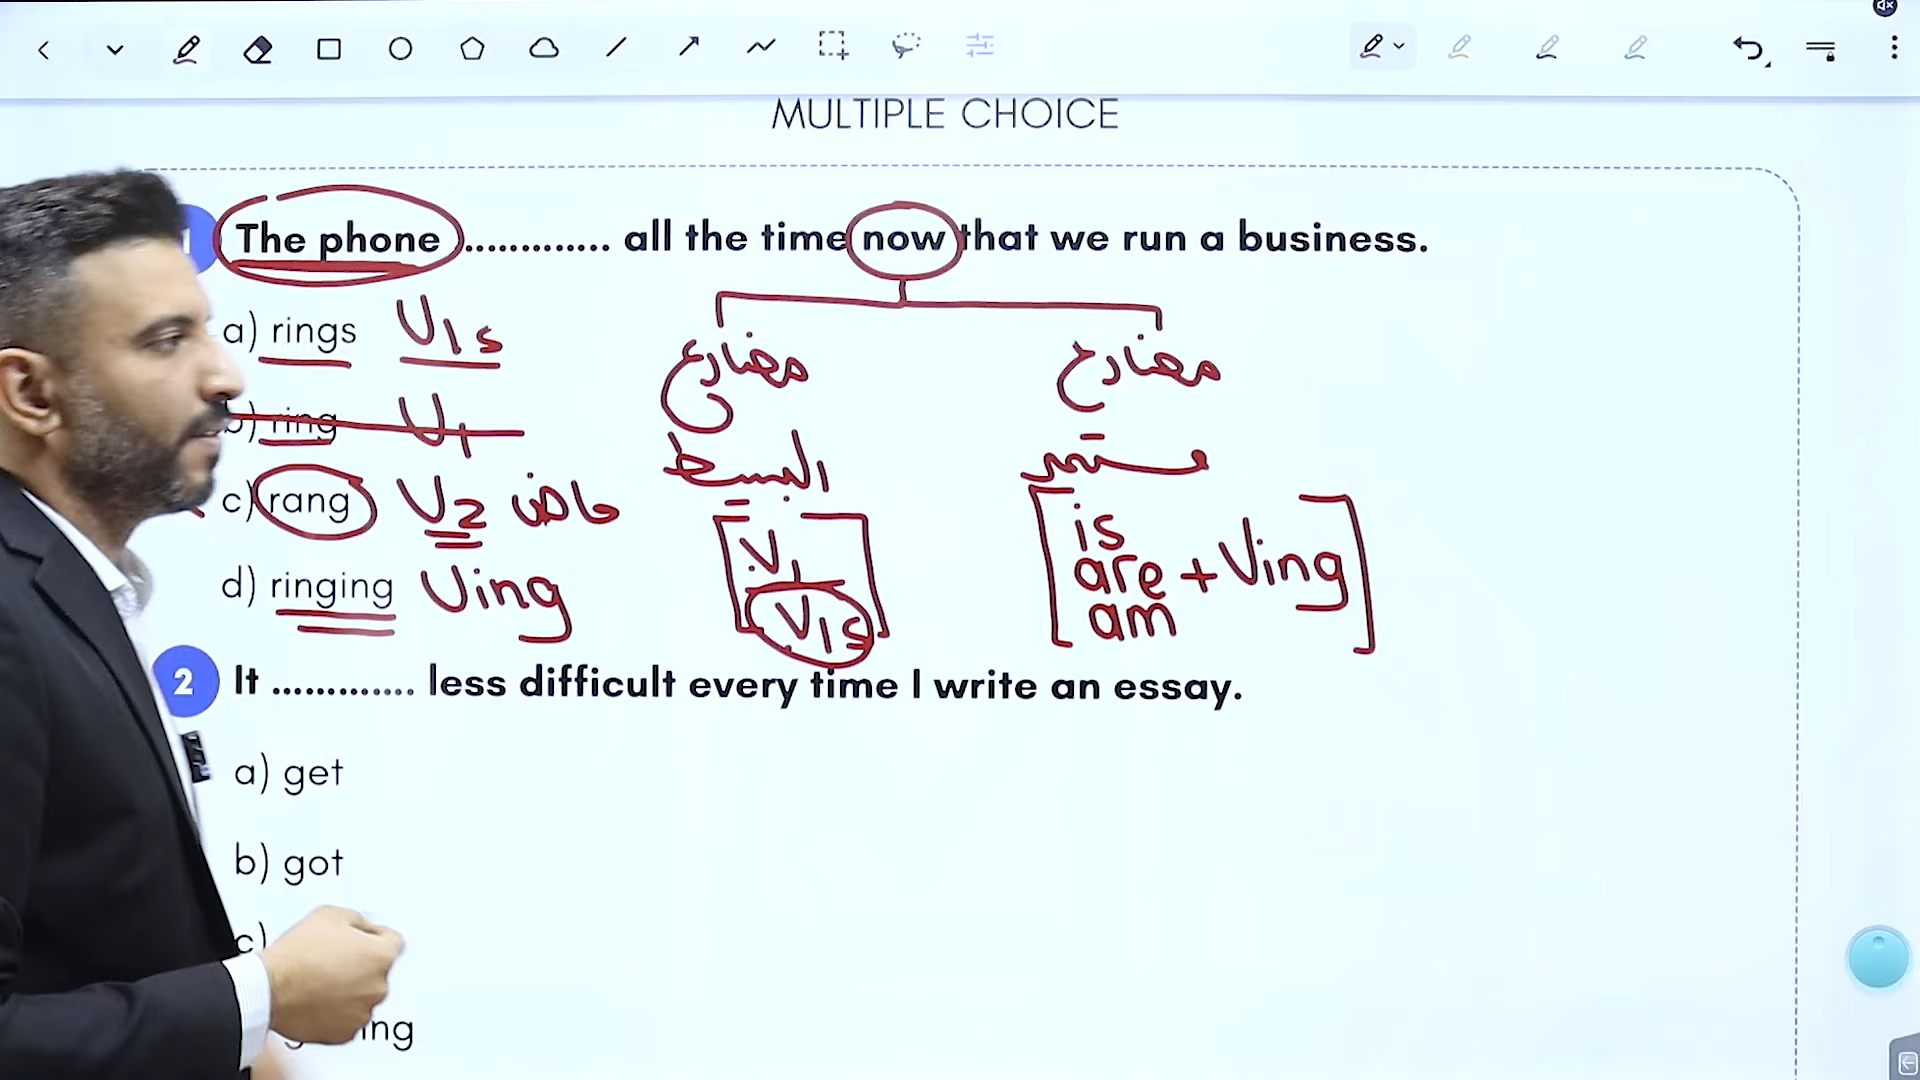 MULTIPLE CHOICE
1 The phone ............. all the time now that we run a business.
a) rings V1s
b) ring V1
c) rang V2 ماض
d) ringing Ving
مضارع
البسيط
V1
V1s
مضارع
مستمر
is
are + Ving
am
2 It ............. less difficult every time I write an essay.
a) get
b) got
c)
ing